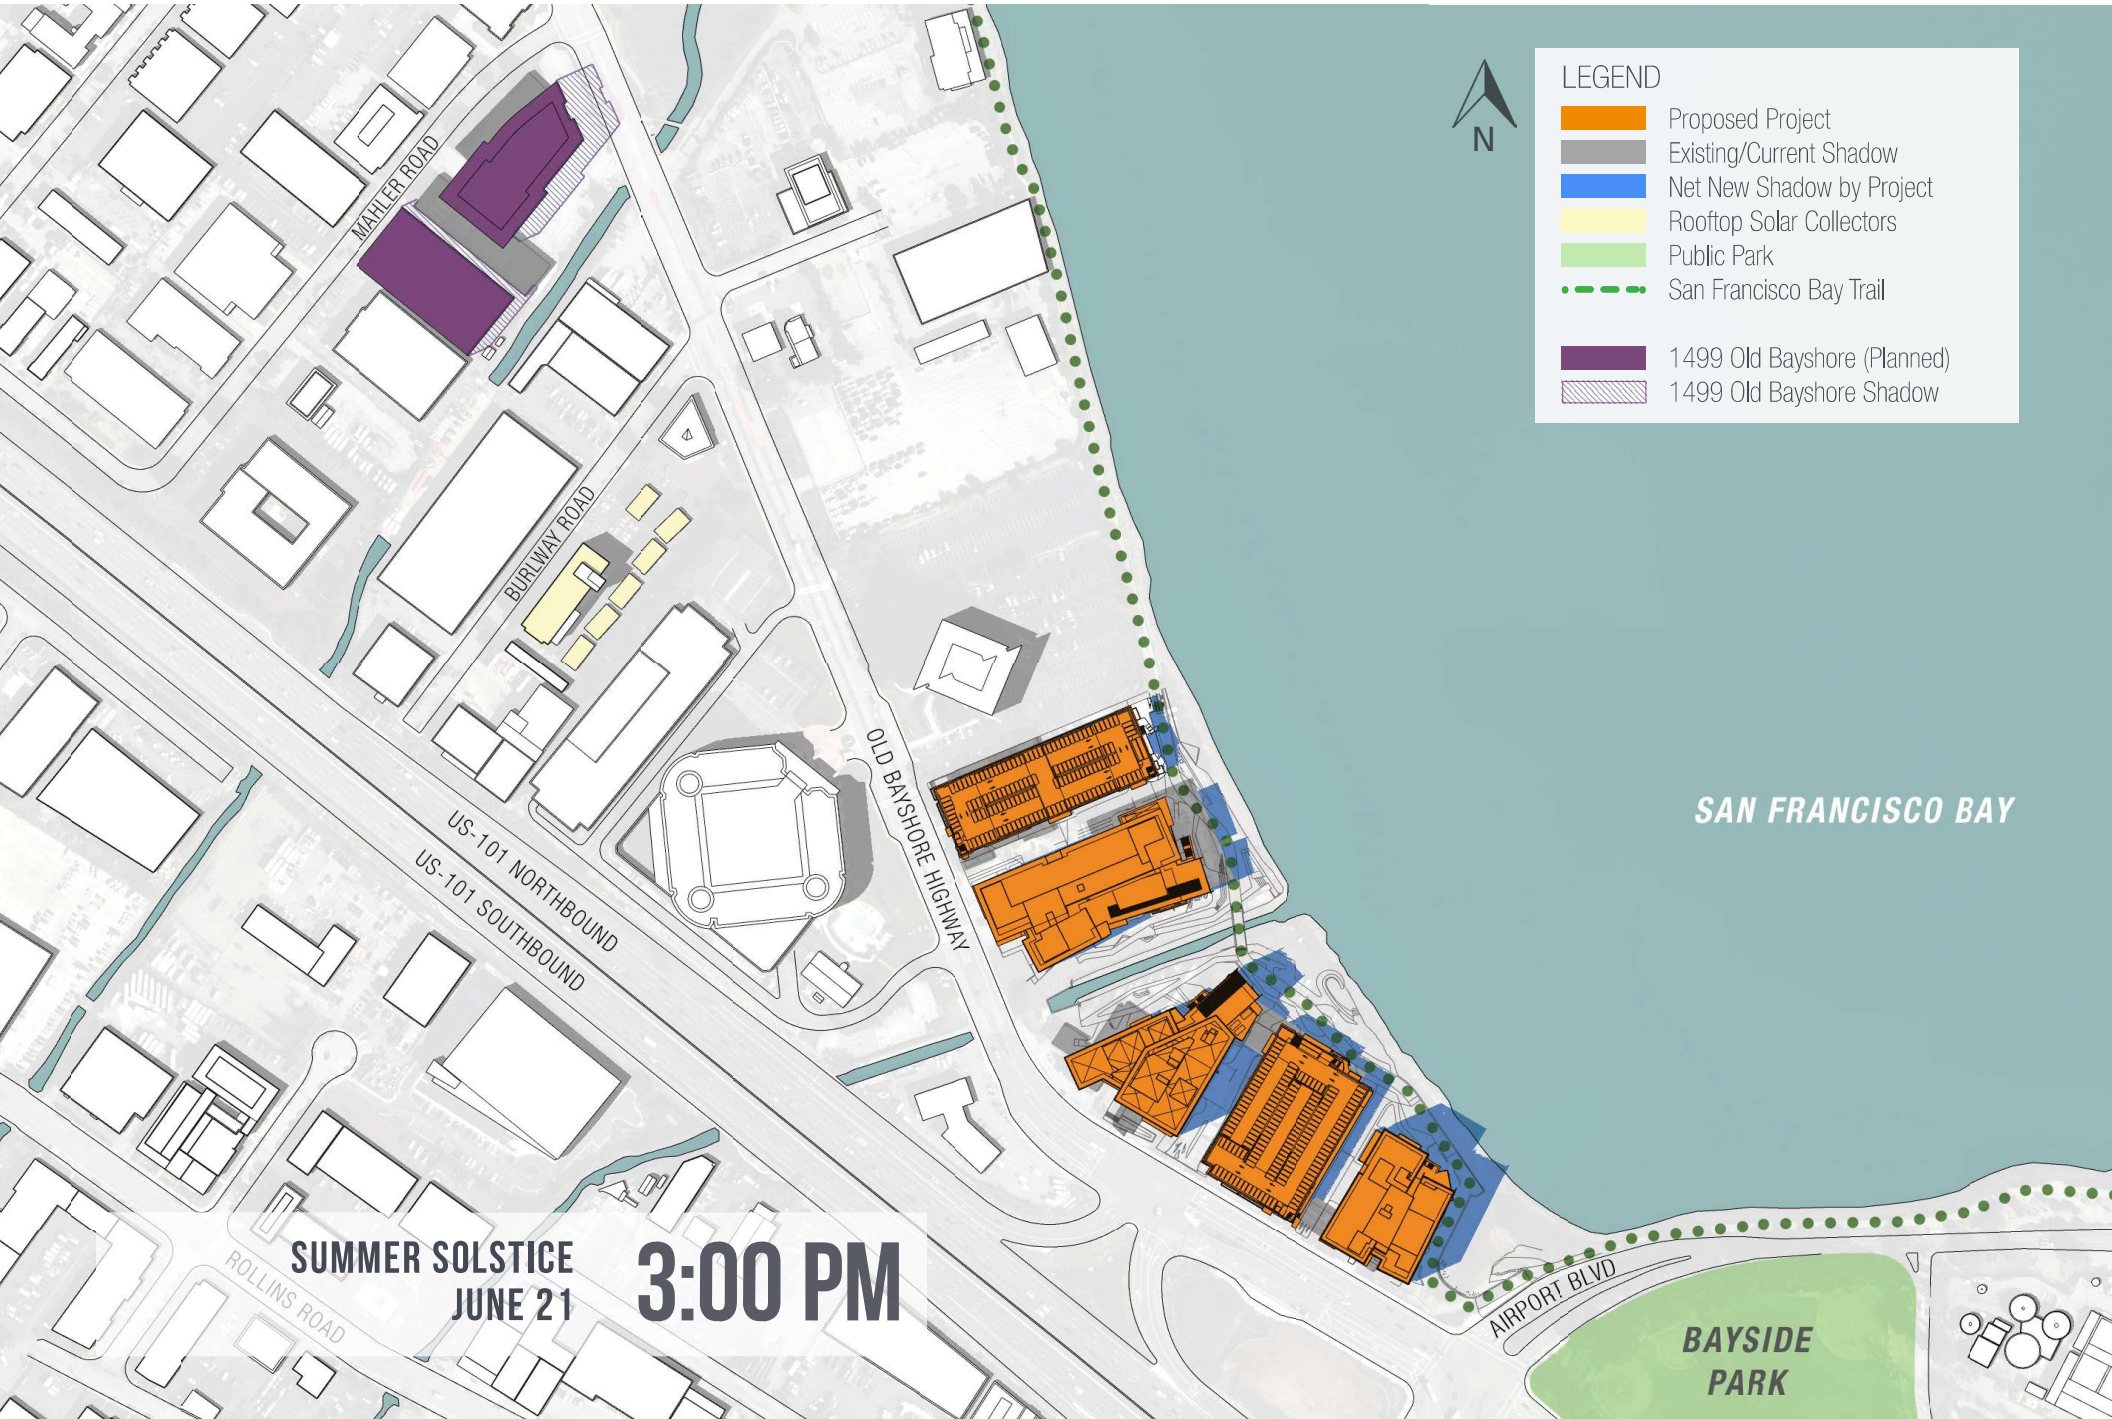 LEGEND
Proposed Project
Existing/Current Shadow
Net New Shadow by Project
Rooftop Solar Collectors
Public Park
San Francisco Bay Trail
1499 Old Bayshore (Planned)
1499 Old Bayshore Shadow
N
MAHLER ROAD
BURLWAY ROAD
OLD BAYSHORE HIGHWAY
US-101 NORTHBOUND
US-101 SOUTHBOUND
SAN FRANCISCO BAY
ROLLINS ROAD
SUMMER SOLSTICE
JUNE 21
3:00 PM
AIRPORT BLVD
BAYSIDE
PARK